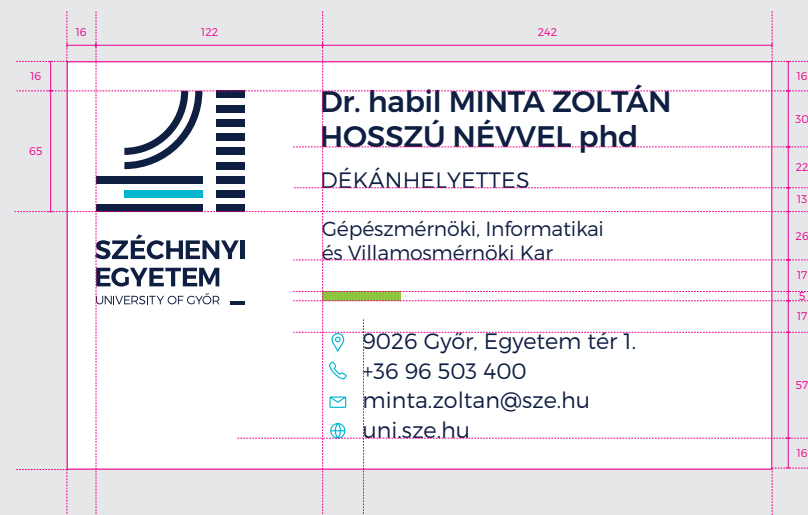 16 122 242
16
65
SZÉCHENYI
EGYETEM
UNIVERSITY OF GYŐR
Dr. habil MINTA ZOLTÁN
HOSSZÚ NÉVVEL phd
DÉKÁNHELYETTES
Gépészmérnöki, Informatikai
és Villamosmérnöki Kar
9026 Győr, Egyetem tér 1.
+36 96 503 400
minta.zoltan@sze.hu
uni.sze.hu
16
30
22
13
26
17
5
17
57
16